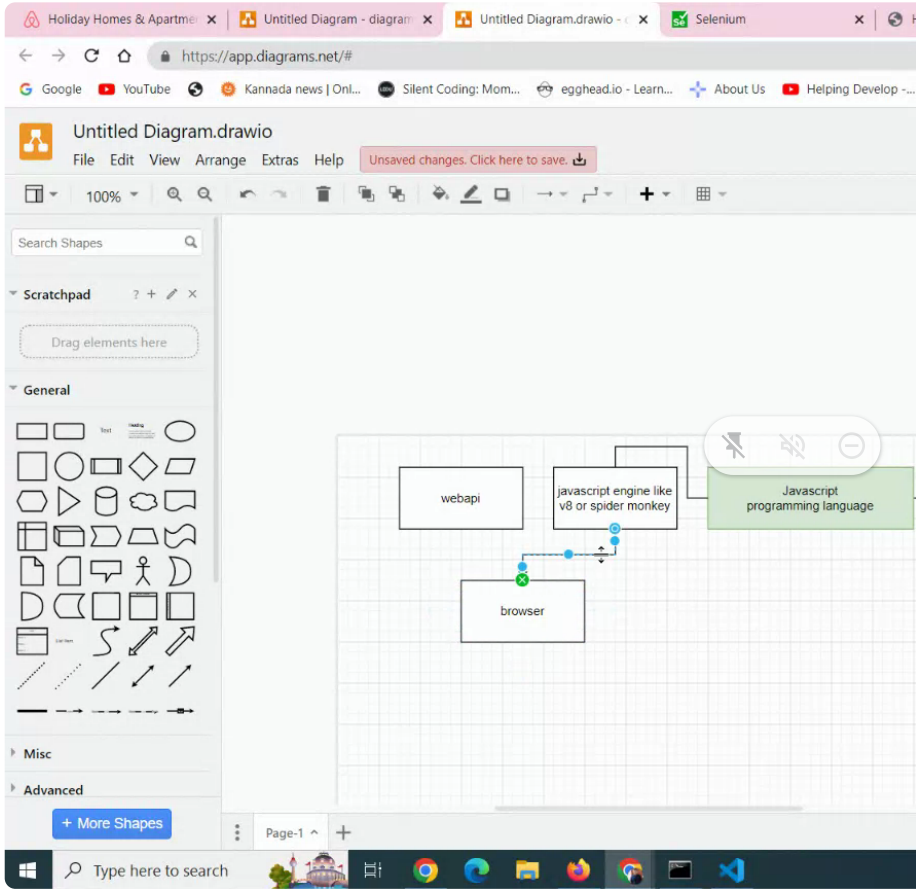 Holiday Homes & Apartme
Untitled Diagram - diagram
Untitled Diagram.drawio -
Selenium
https://app.diagrams.net/#
Google
YouTube
Kannada news | Onl...
Silent Coding: Mom...
egghead.io - Learn...
About Us
Helping Develop -...
Untitled Diagram.drawio
File Edit View Arrange Extras Help
Unsaved changes. Click here to save.
100%
Search Shapes
Scratchpad
?
Drag elements here
General
Text
Heading
List Item
Misc
Advanced
+ More Shapes
webapi
javascript engine like
v8 or spider monkey
Javascript
programming language
browser
Page-1
Type here to search